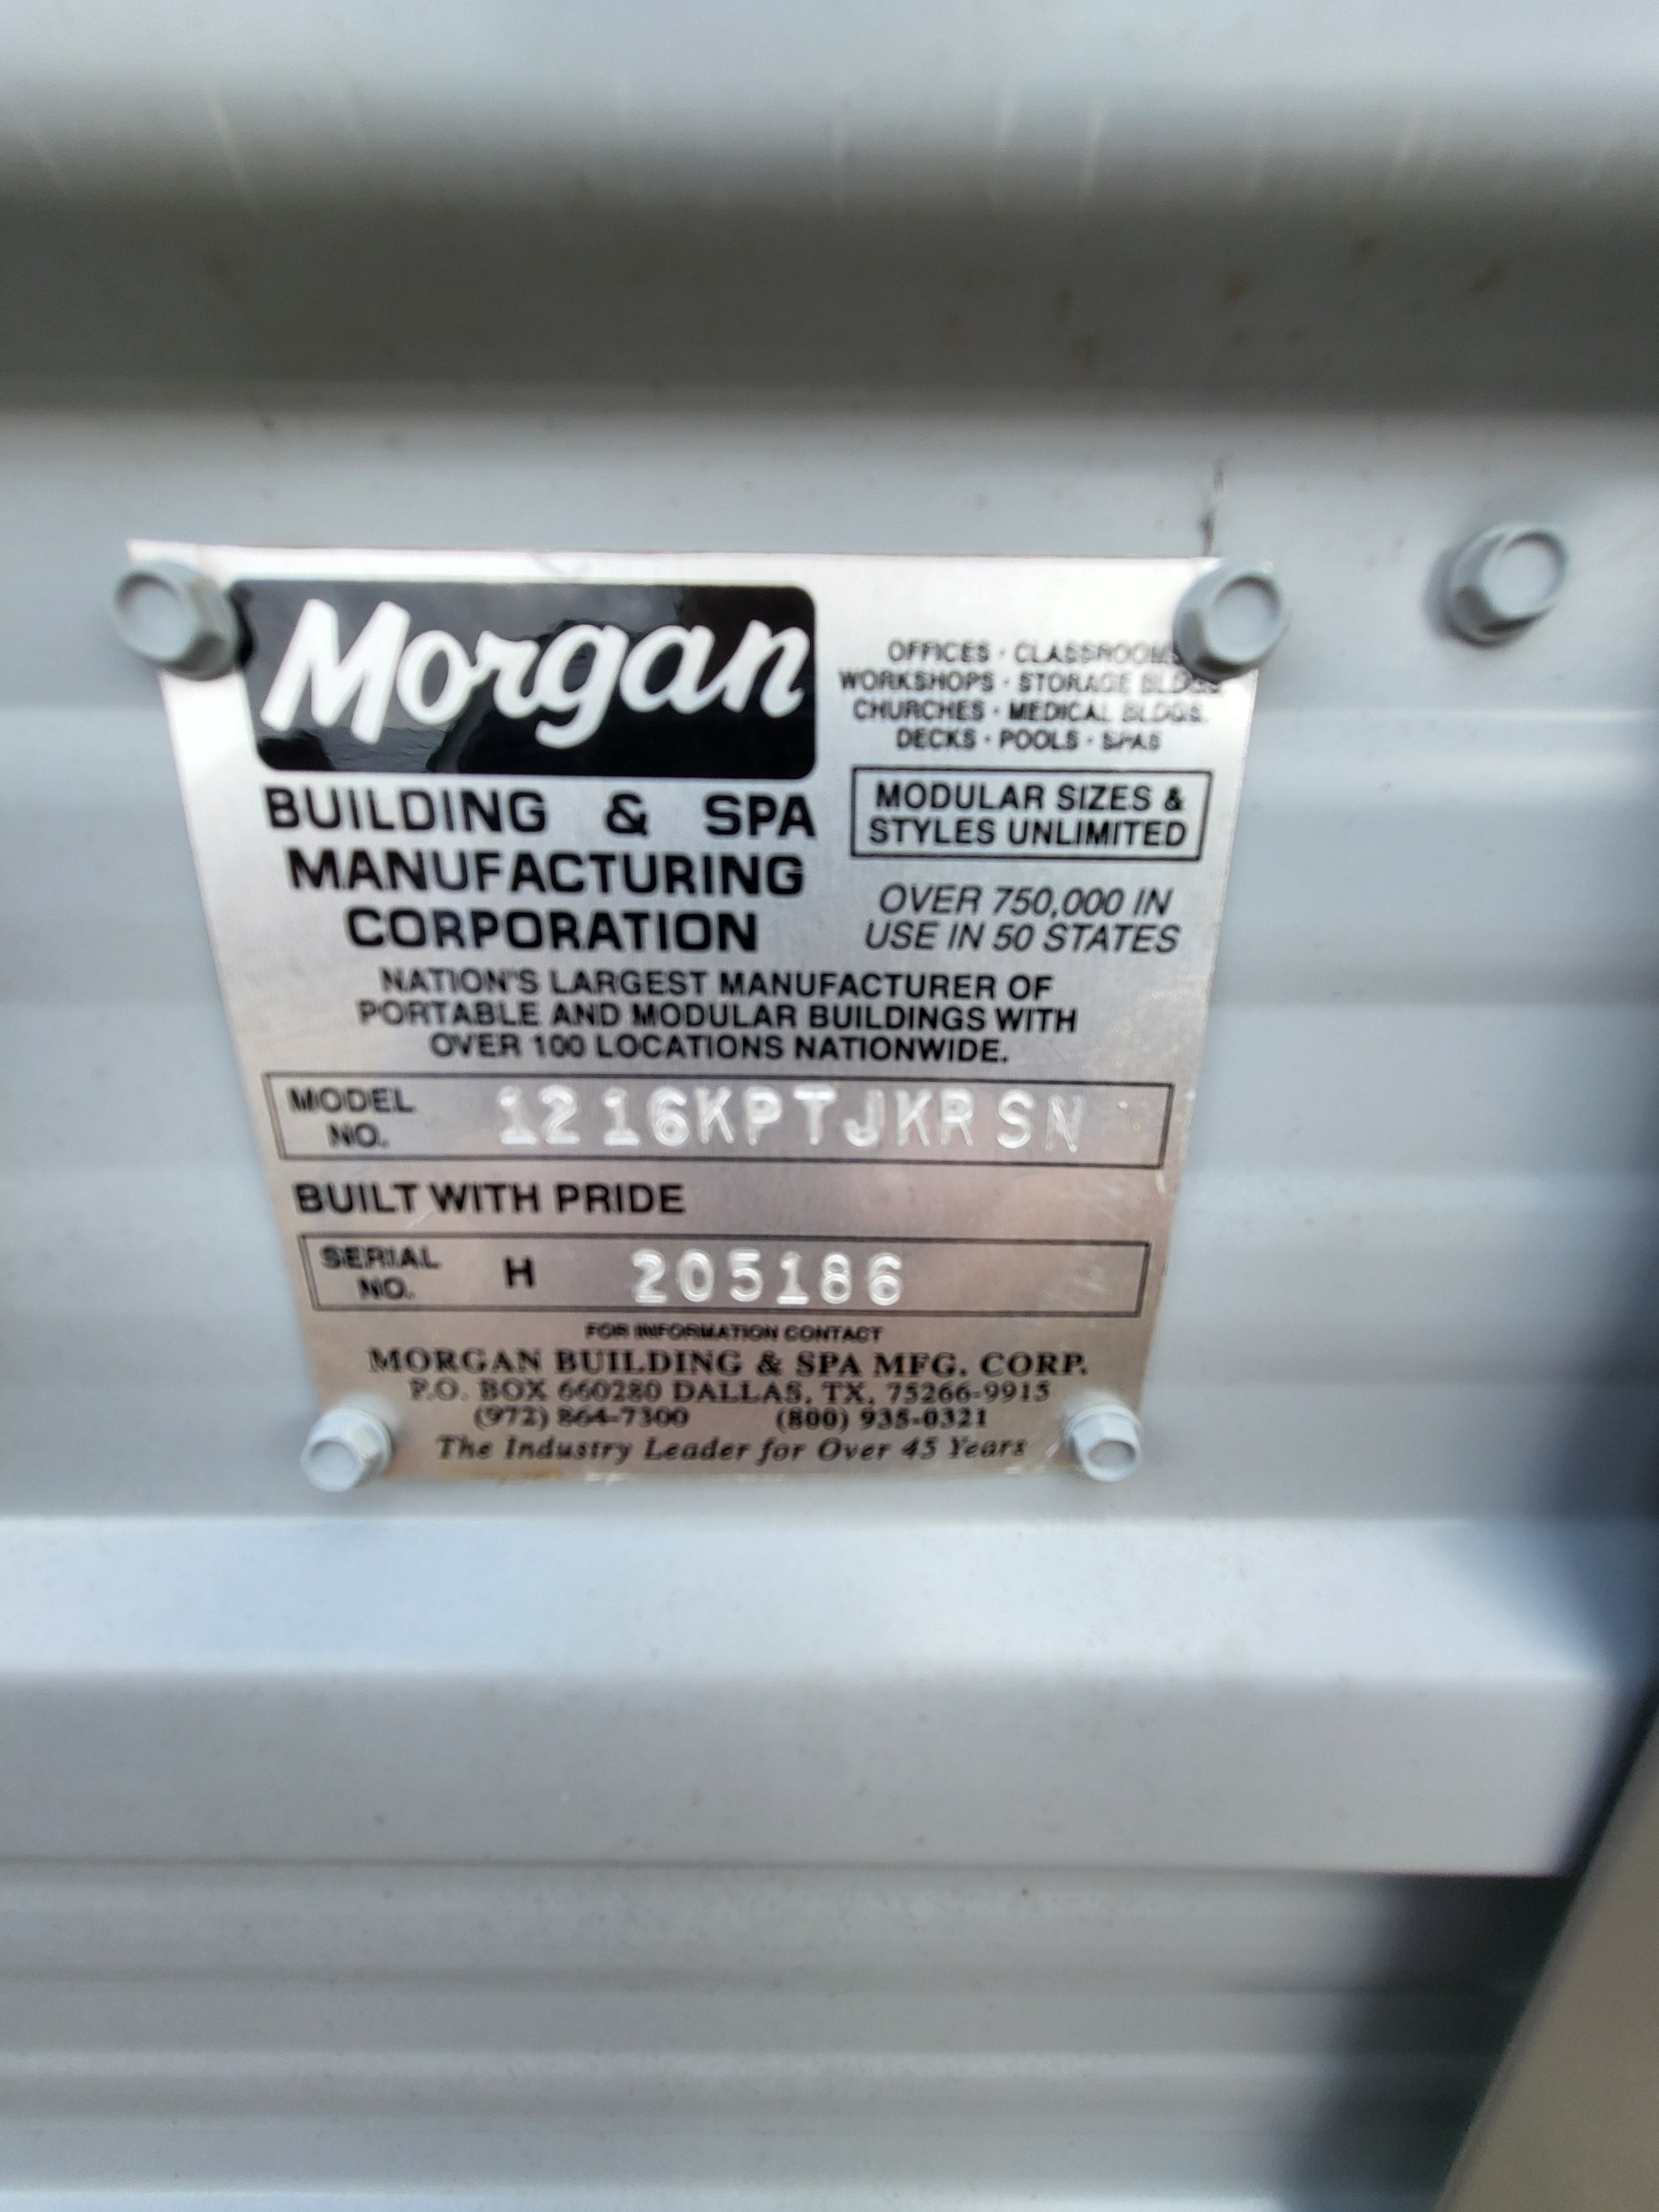 Morgan
BUILDING & SPA
MANUFACTURING
CORPORATION
OFFICES · CLASSROOMS
WORKSHOPS · STORAGE BLDGS
CHURCHES · MEDICAL BLDGS.
DECKS · POOLS · SPAS
MODULAR SIZES &
STYLES UNLIMITED
OVER 750,000 IN
USE IN 50 STATES
NATION'S LARGEST MANUFACTURER OF
PORTABLE AND MODULAR BUILDINGS WITH
OVER 100 LOCATIONS NATIONWIDE.
MODEL NO. 1216KPTJKRSN
BUILT WITH PRIDE
SERIAL NO. H 205186
FOR INFORMATION CONTACT
MORGAN BUILDING & SPA MFG. CORP.
P.O. BOX 660280 DALLAS, TX, 75266-9915
(972) 864-7300 (800) 935-0321
The Industry Leader for Over 45 Years